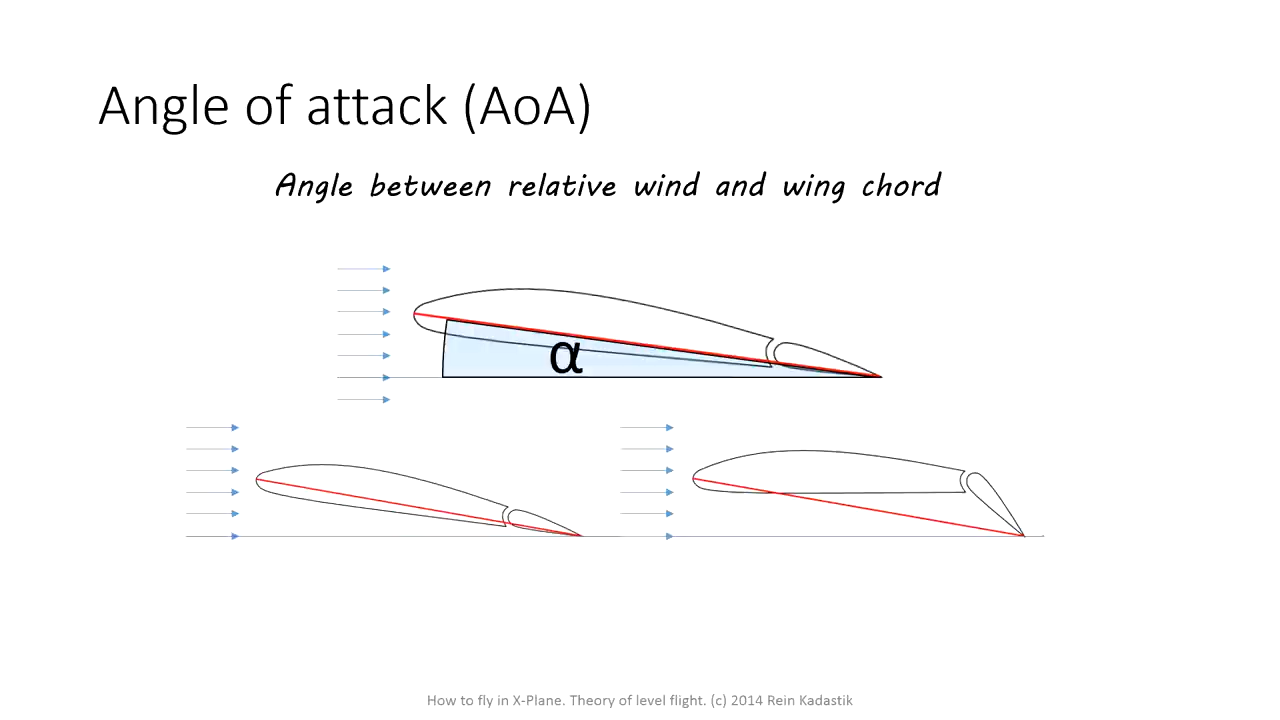 Angle of attack (AoA)
Angle between relative wind and wing chord
α
How to fly in X-Plane. Theory of level flight. (c) 2014 Rein Kadastik